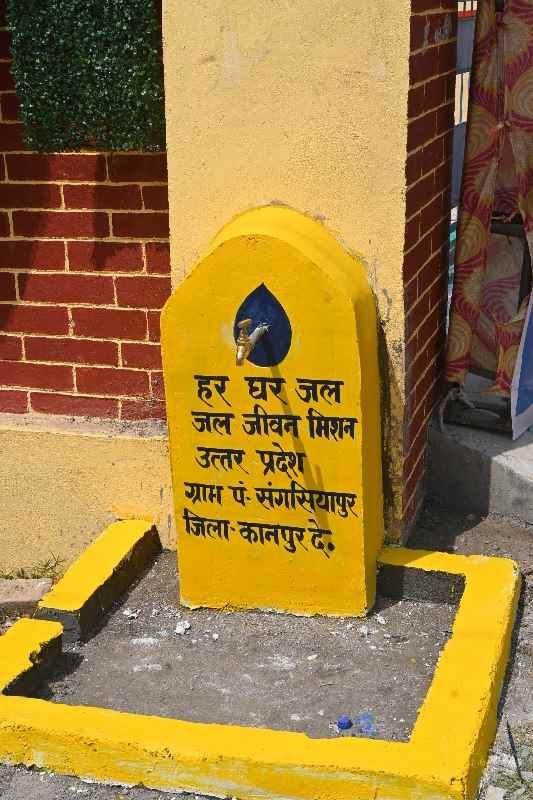 हर घर जल
जल जीवन मिशन
उत्तर प्रदेश
ग्राम पं- संगसियापुर
जिला- कानपुर दे.